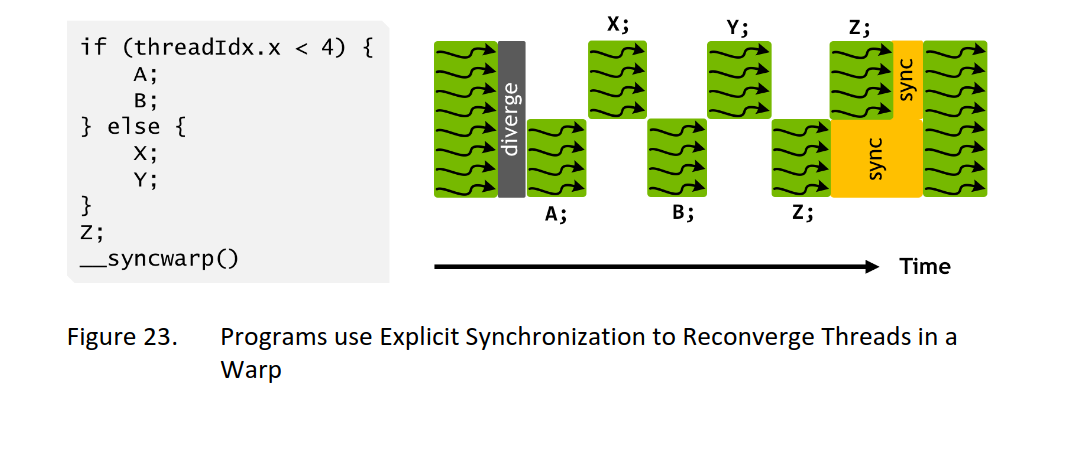 if (threadIdx.x < 4) {
    A;
    B;
} else {
    X;
    Y;
}
Z;
__syncwarp()
X;
Y;
Z;
diverge
sync
sync
A;
B;
Z;
Time
Figure 23. Programs use Explicit Synchronization to Reconverge Threads in a
Warp